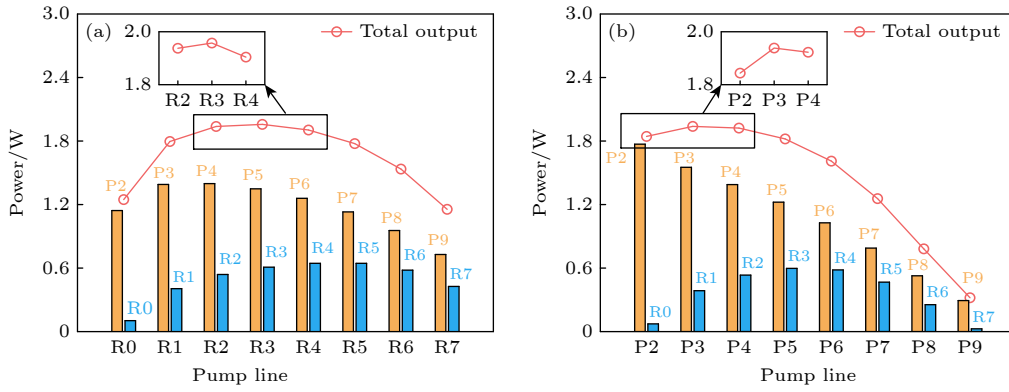 (a)
Total output
Power/W
3.0
2.4
1.8
1.2
0.6
0
2.0
1.8
R2 R3 R4
P2 P3 P4 P5 P6 P7 P8 P9
R0 R1 R2 R3 R4 R5 R6 R7
R0 R1 R2 R3 R4 R5 R6 R7
Pump line
(b)
Total output
Power/W
3.0
2.4
1.8
1.2
0.6
0
2.0
1.8
P2 P3 P4
P2 P3 P4 P5 P6 P7 P8 P9
R0 R1 R2 R3 R4 R5 R6 R7
P2 P3 P4 P5 P6 P7 P8 P9
Pump line